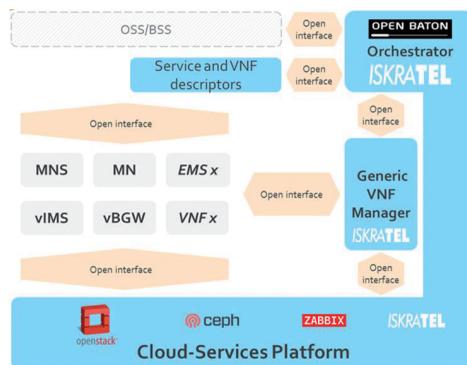 OSS/BSS
Open
interface
OPEN BATON
Orchestrator
ISKRATEL
Service and VNF
descriptors
Open
interface
Open interface
Open
interface
MNS
MN
EMS x
Open interface
Generic
VNF
Manager
ISKRATEL
vIMS
vBGW
VNF x
Open interface
Open
interface
openstack
ceph
ZABBIX
ISKRATEL
Cloud-Services Platform